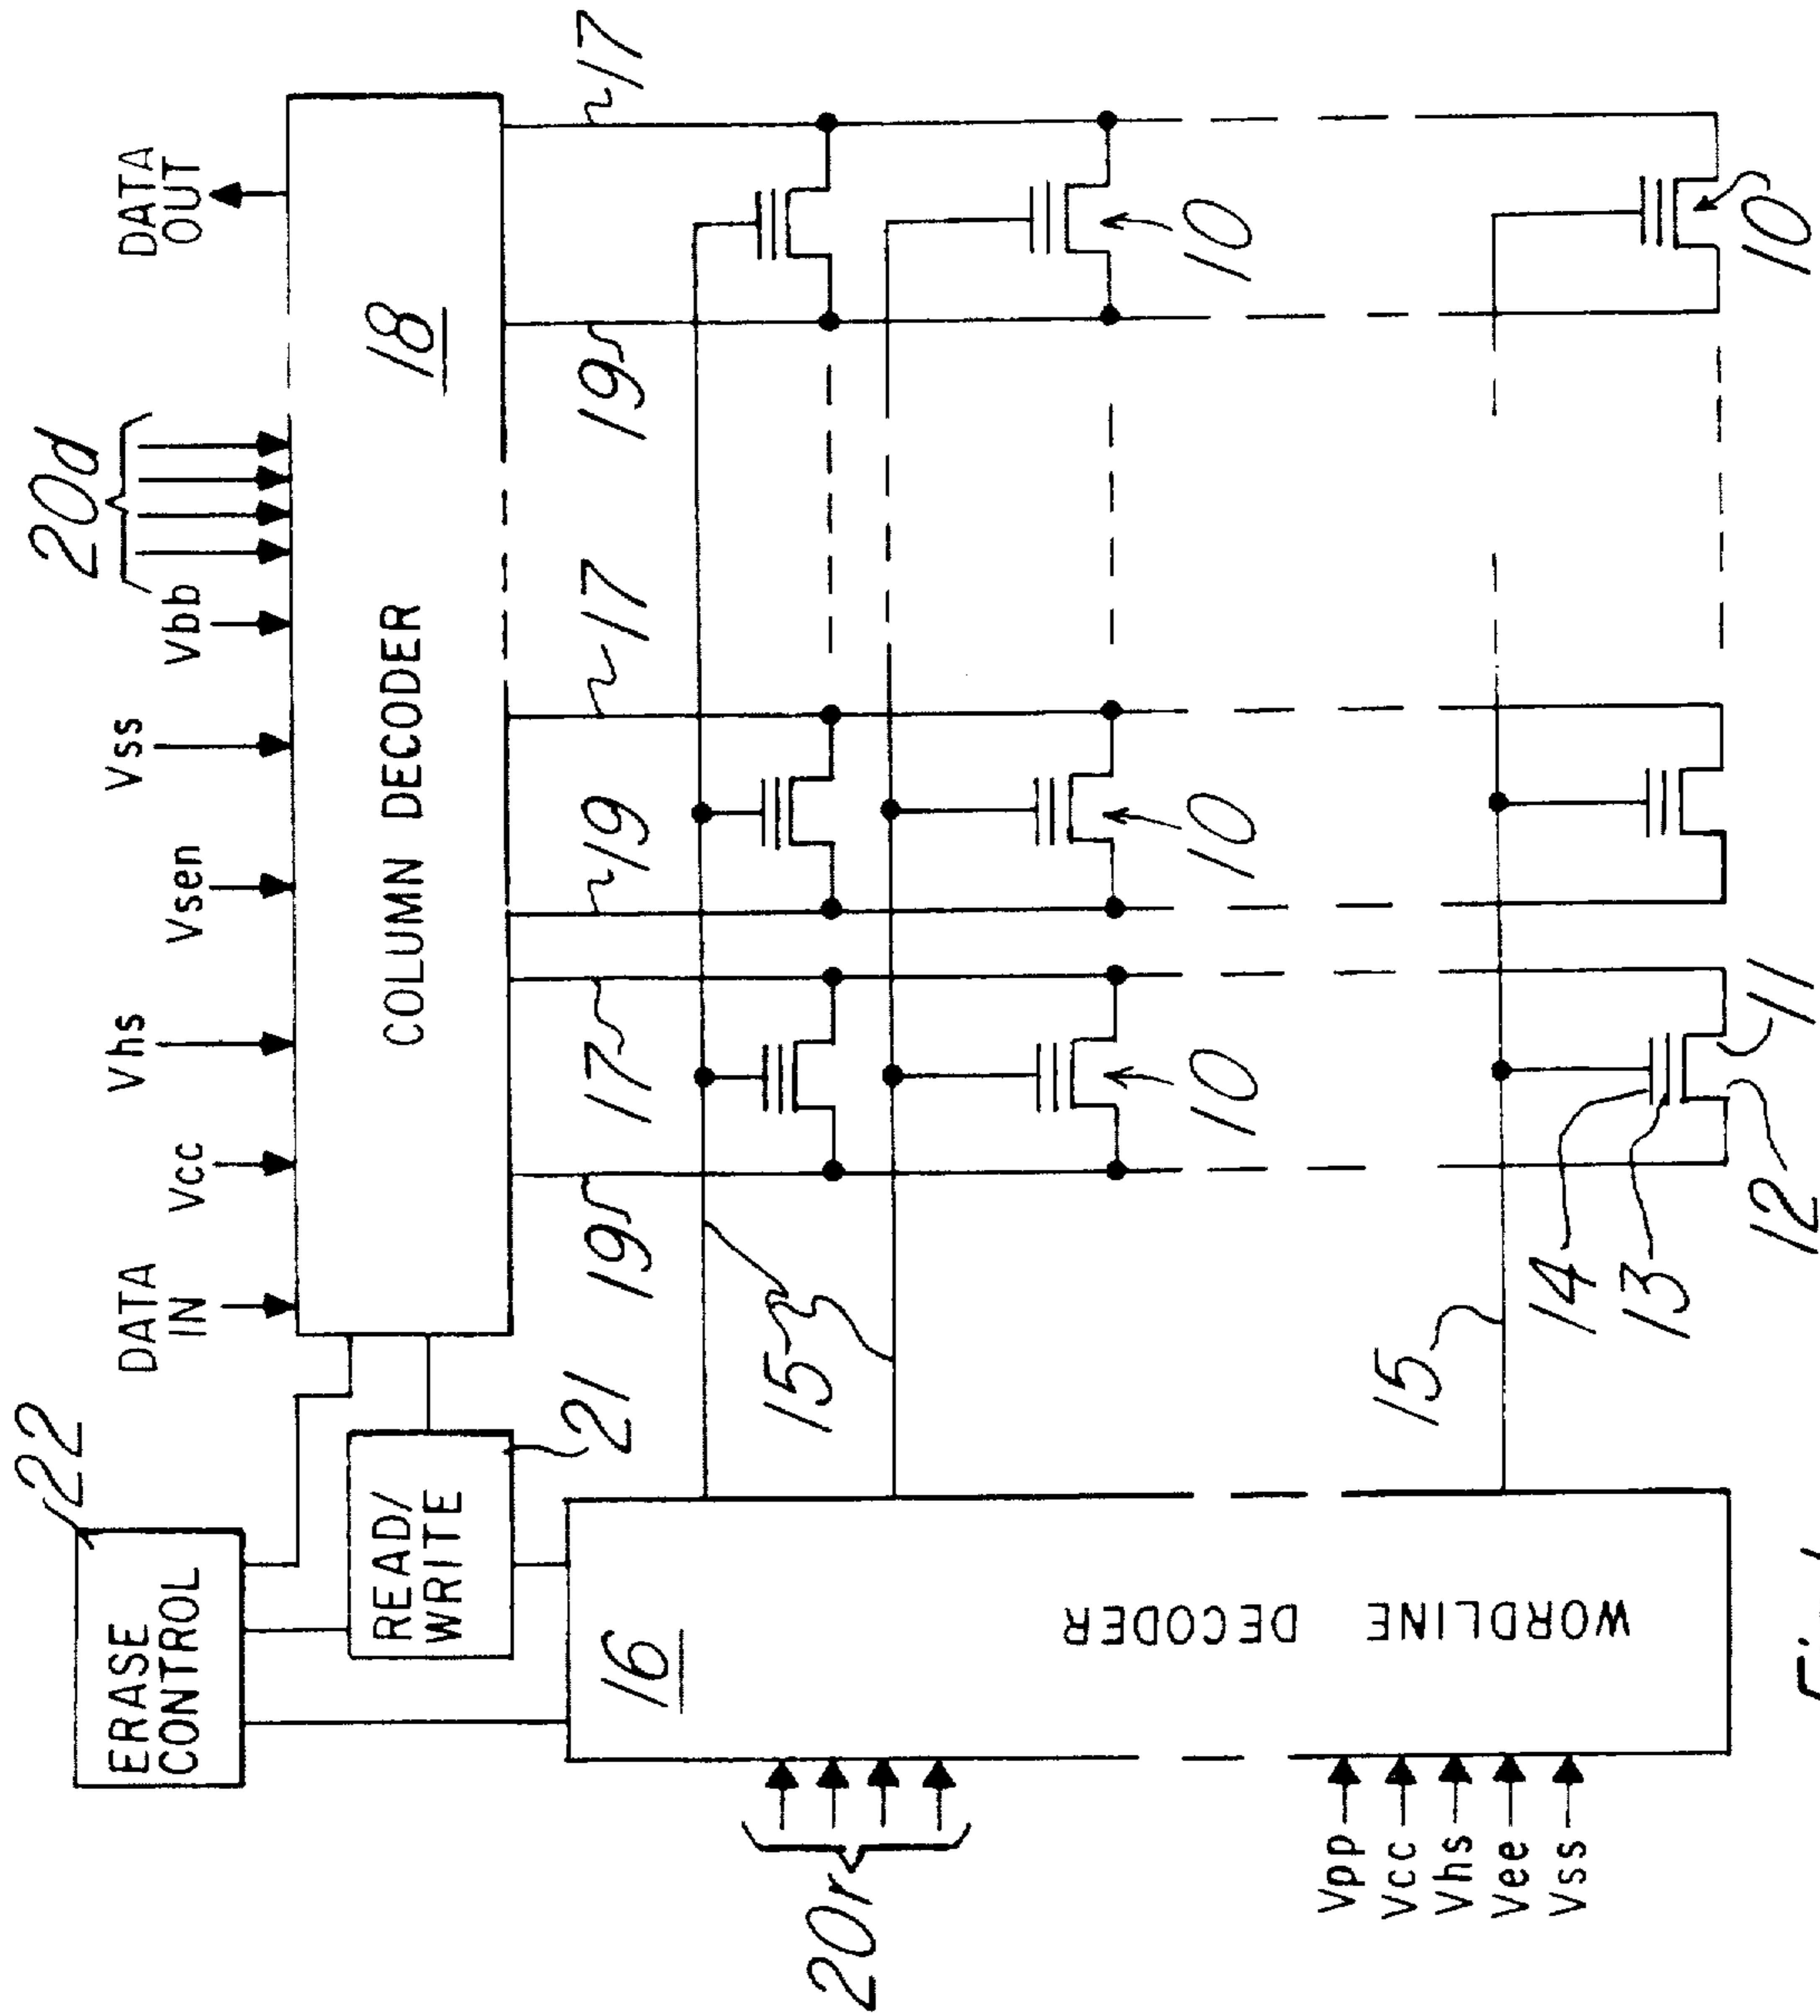 22
ERASE
CONTROL
READ/
WRITE
21
DATA
IN
Vcc
Vhs
Vsen
Vss
Vbb
20d
DATA
OUT
COLUMN DECODER
18
19
17
19
17
19
17
16
WORDLINE
DECODER
20r
15
10
10
10
Vpp
Vcc
Vhs
Vee
Vss
15
14
13
12
11
10